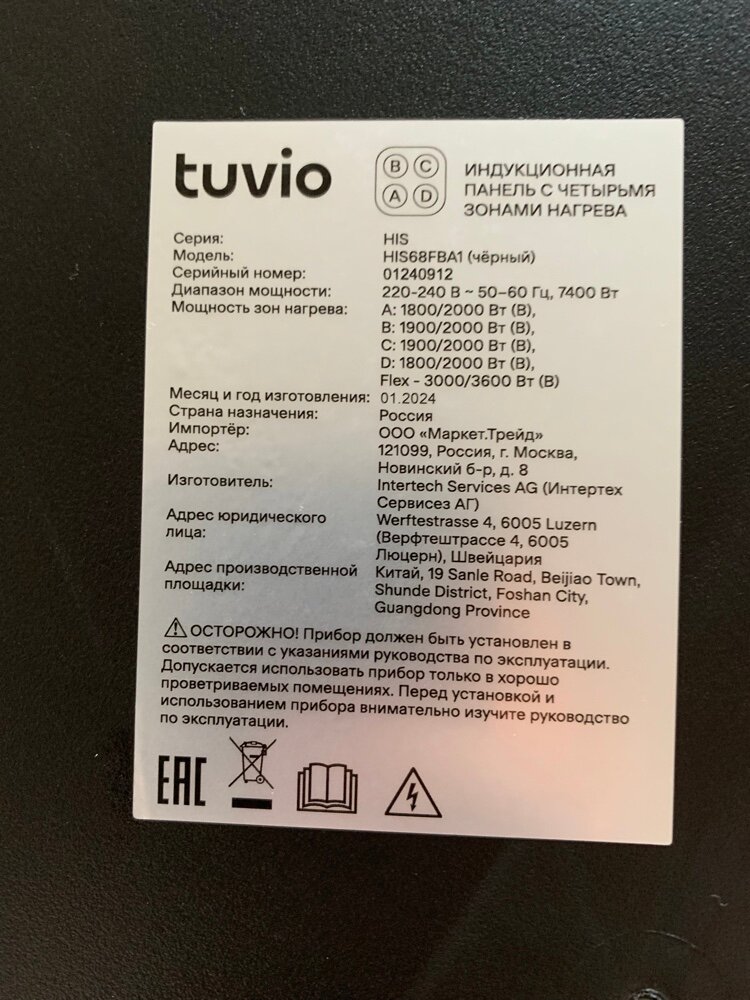 tuvio
B C
A D
ИНДУКЦИОННАЯ
ПАНЕЛЬ С ЧЕТЫРЬМЯ
ЗОНАМИ НАГРЕВА
Серия: HIS
Модель: HIS68FBA1 (чёрный)
Серийный номер: 01240912
Диапазон мощности: 220-240 В ~ 50–60 Гц, 7400 Вт
Мощность зон нагрева: A: 1800/2000 Вт (B),
B: 1900/2000 Вт (B),
C: 1900/2000 Вт (B),
D: 1800/2000 Вт (B),
Flex - 3000/3600 Вт (B)
Месяц и год изготовления: 01.2024
Страна назначения: Россия
Импортёр: ООО «Маркет.Трейд»
Адрес: 121099, Россия, г. Москва,
Новинский б-р, д. 8
Изготовитель: Intertech Services AG (Интертех
Сервисез АГ)
Адрес юридического Werftestrasse 4, 6005 Luzern
лица: (Верфтештрассе 4, 6005
Люцерн), Швейцария
Адрес производственной Китай, 19 Sanle Road, Beijiao Town,
площадки: Shunde District, Foshan City,
Guangdong Province
ОСТОРОЖНО! Прибор должен быть установлен в
соответствии с указаниями руководства по эксплуатации.
Допускается использовать прибор только в хорошо
проветриваемых помещениях. Перед установкой и
использованием прибора внимательно изучите руководство
по эксплуатации.
EAC